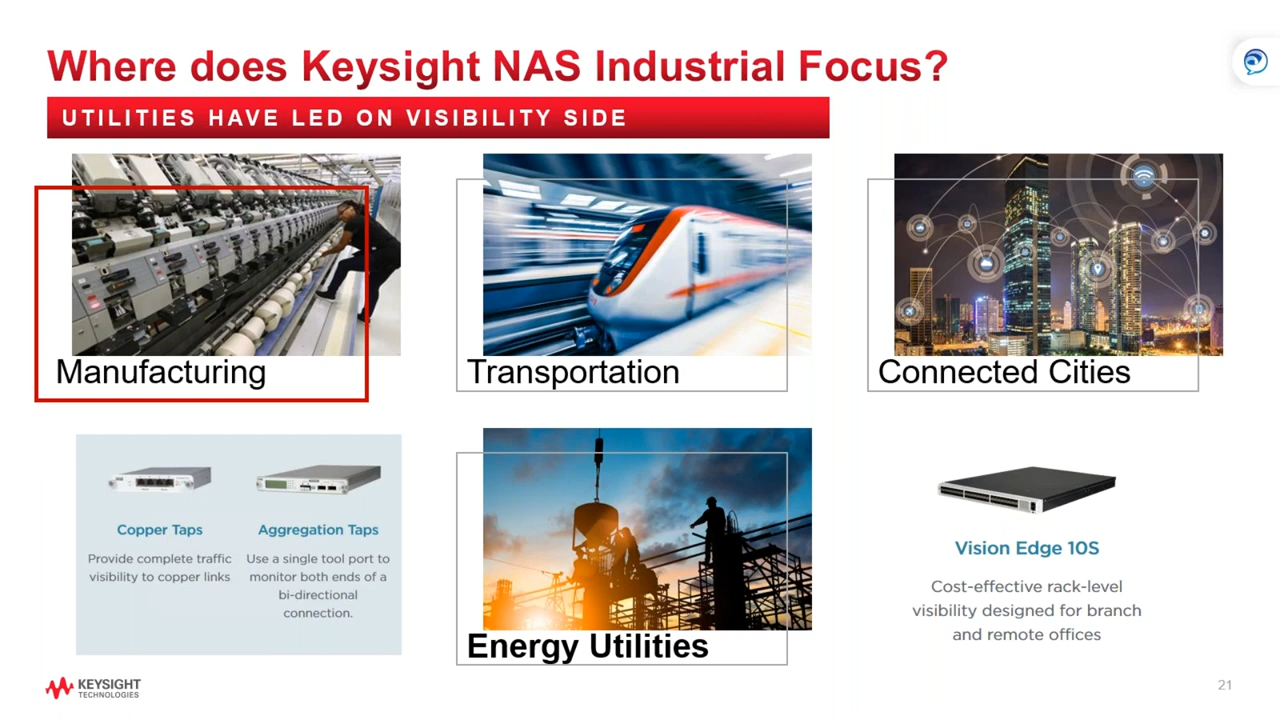 Where does Keysight NAS Industrial Focus?
UTILITIES HAVE LED ON VISIBILITY SIDE
Manufacturing
Transportation
Connected Cities
Copper Taps
Provide complete traffic
visibility to copper links
Aggregation Taps
Use a single tool port to
monitor both ends of a
bi-directional
connection.
Energy Utilities
Vision Edge 10S
Cost-effective rack-level
visibility designed for branch
and remote offices
KEYSIGHT
TECHNOLOGIES
21